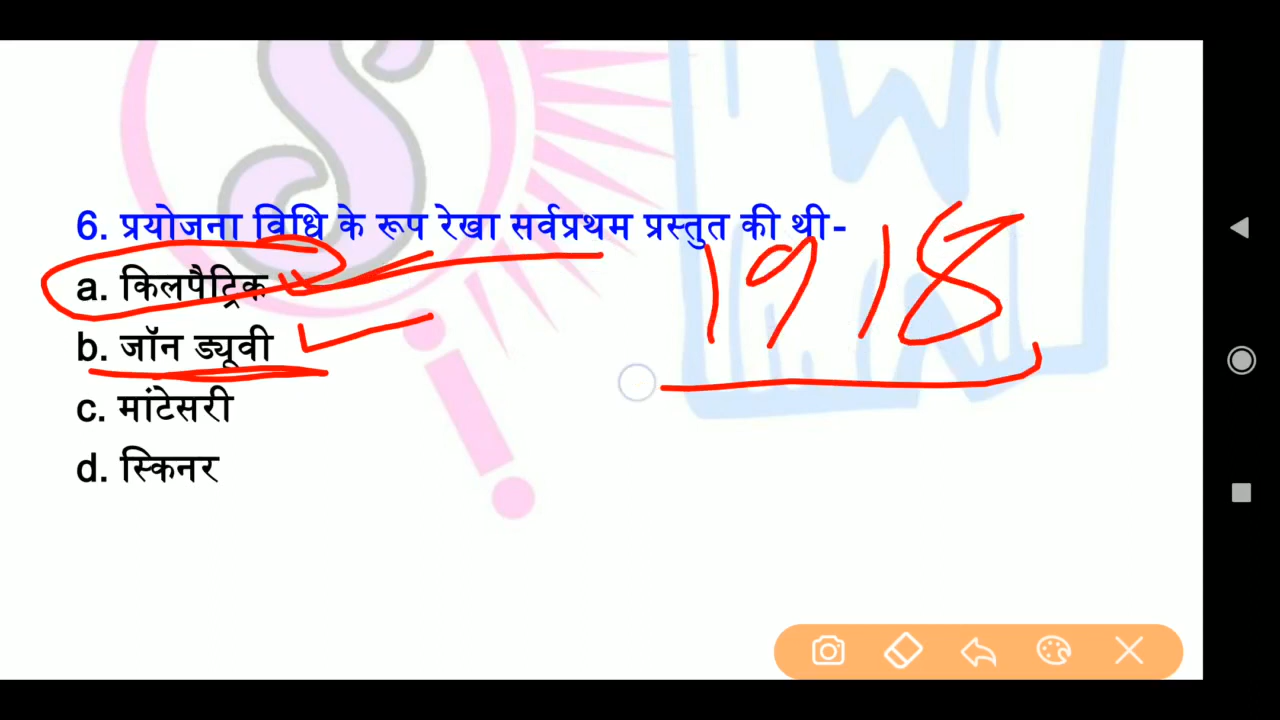 6. प्रयोजना विधि के रूप रेखा सर्वप्रथम प्रस्तुत की थी-
a. किलपैट्रिक
b. जॉन ड्यूवी
c. मांटेसरी
d. स्किनर
1918